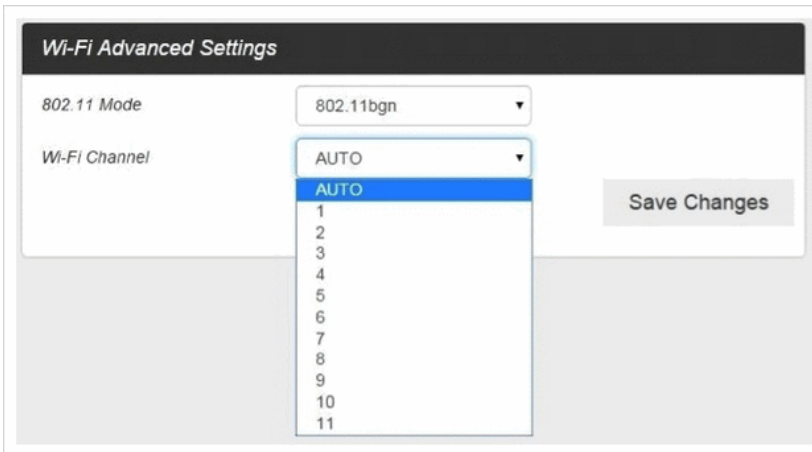 Wi-Fi Advanced Settings
802.11 Mode
802.11bgn
Wi-Fi Channel
AUTO
AUTO
1
2
3
4
5
6
7
8
9
10
11
Save Changes